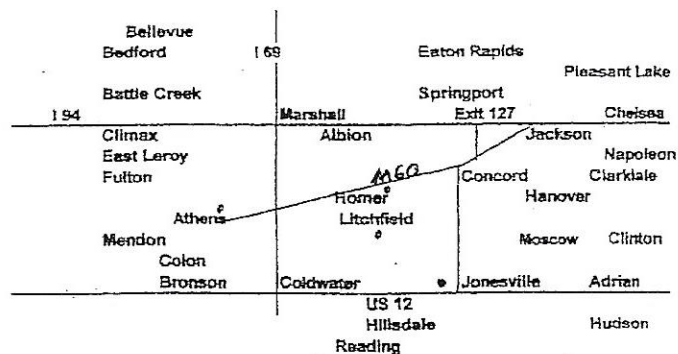 Bellevue
Bedford I 69 Eaton Rapids
Pleasant Lake
Battle Creek Springport
I 94 Marshall Exit 127 Chelsea
Climax Albion Jackson
East Leroy Napoleon
Fulton M60 Concord Clarklake
Homer Hanover
Athens Litchfield
Mendon Moscow Clinton
Colon
Bronson Coldwater Jonesville Adrian
US 12
Hillsdale Hudson
Reading